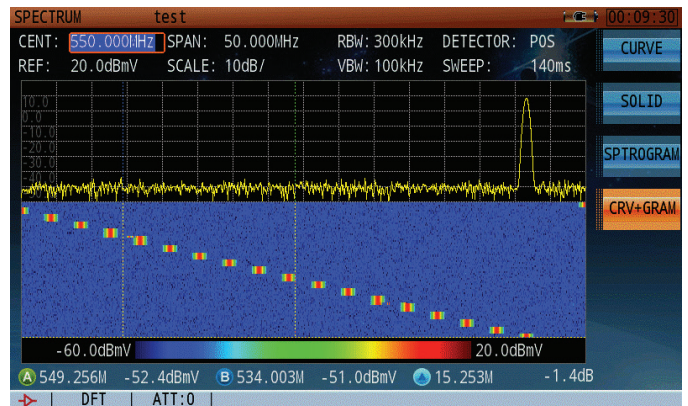 SPECTRUM test 00:09:30
CENT: 550.000MHz SPAN: 50.000MHz RBW: 300kHz DETECTOR: POS
REF: 20.0dBmV SCALE: 10dB/ VBW: 100kHz SWEEP: 140ms
CURVE
SOLID
SPTROGRAM
CRV+GRAM
10.0
0.0
-10.0
-20.0
-30.0
-40.0
-60.0dBmV 20.0dBmV
A 549.256M -52.4dBmV B 534.003M -51.0dBmV 15.253M -1.4dB
DFT | ATT:0 |